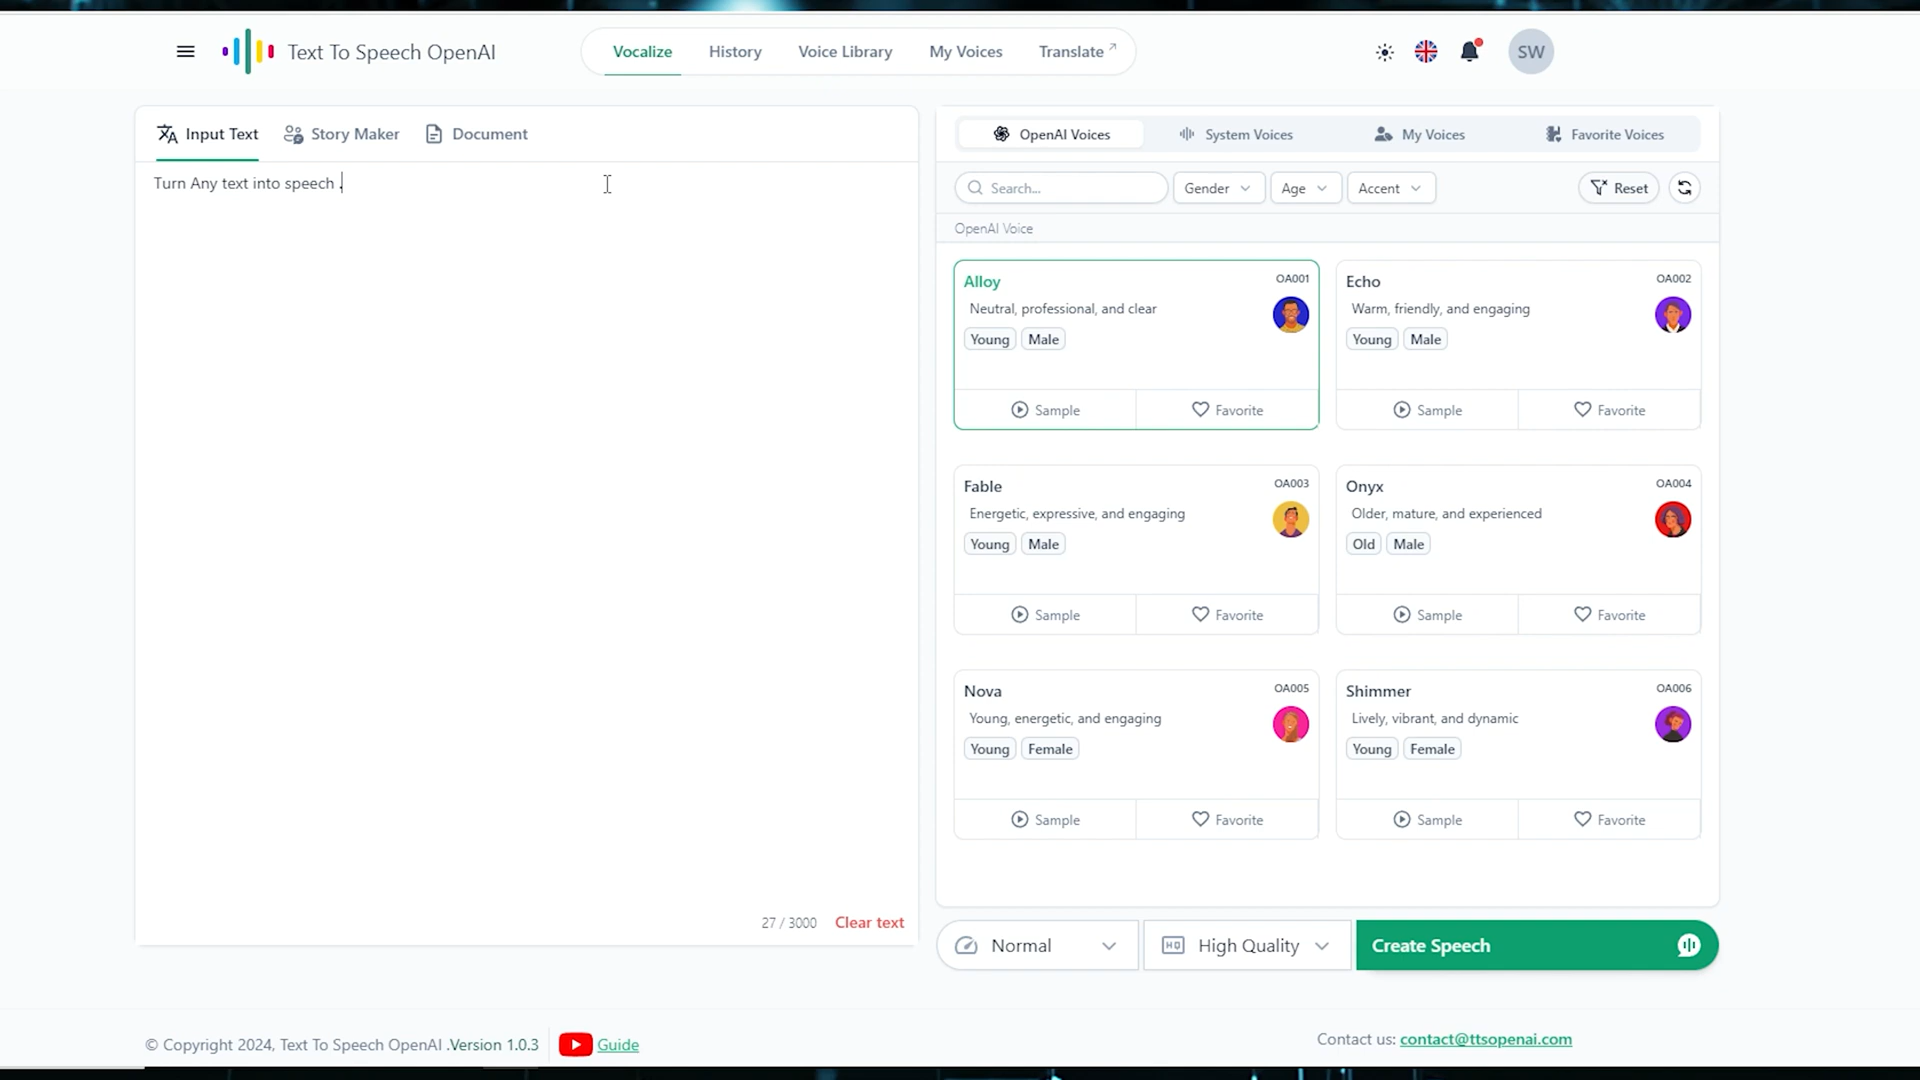 Text To Speech OpenAI
Vocalize
History
Voice Library
My Voices
Translate
SW
Input Text
Story Maker
Document
Turn Any text into speech .
27 / 3000
Clear text
OpenAI Voices
System Voices
My Voices
Favorite Voices
Search...
Gender
Age
Accent
Reset
OpenAI Voice
Alloy
OA001
Neutral, professional, and clear
Young
Male
Sample
Favorite
Echo
OA002
Warm, friendly, and engaging
Young
Male
Sample
Favorite
Fable
OA003
Energetic, expressive, and engaging
Young
Male
Sample
Favorite
Onyx
OA004
Older, mature, and experienced
Old
Male
Sample
Favorite
Nova
OA005
Young, energetic, and engaging
Young
Female
Sample
Favorite
Shimmer
OA006
Lively, vibrant, and dynamic
Young
Female
Sample
Favorite
Normal
HQ
High Quality
Create Speech
© Copyright 2024, Text To Speech OpenAI .Version 1.0.3
Guide
Contact us: contact@ttsopenai.com